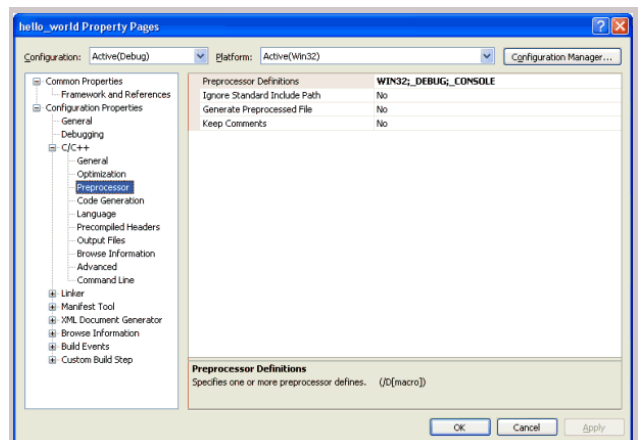 hello_world Property Pages
Configuration: Active(Debug) Platform: Active(Win32) Configuration Manager...
Common Properties
Framework and References
Configuration Properties
General
Debugging
C/C++
General
Optimization
Preprocessor
Code Generation
Language
Precompiled Headers
Output Files
Browse Information
Advanced
Command Line
Linker
Manifest Tool
XML Document Generator
Browse Information
Build Events
Custom Build Step
Preprocessor Definitions WIN32;_DEBUG;_CONSOLE
Ignore Standard Include Path No
Generate Preprocessed File No
Keep Comments No
Preprocessor Definitions
Specifies one or more preprocessor defines. (/D[macro])
OK Cancel Apply